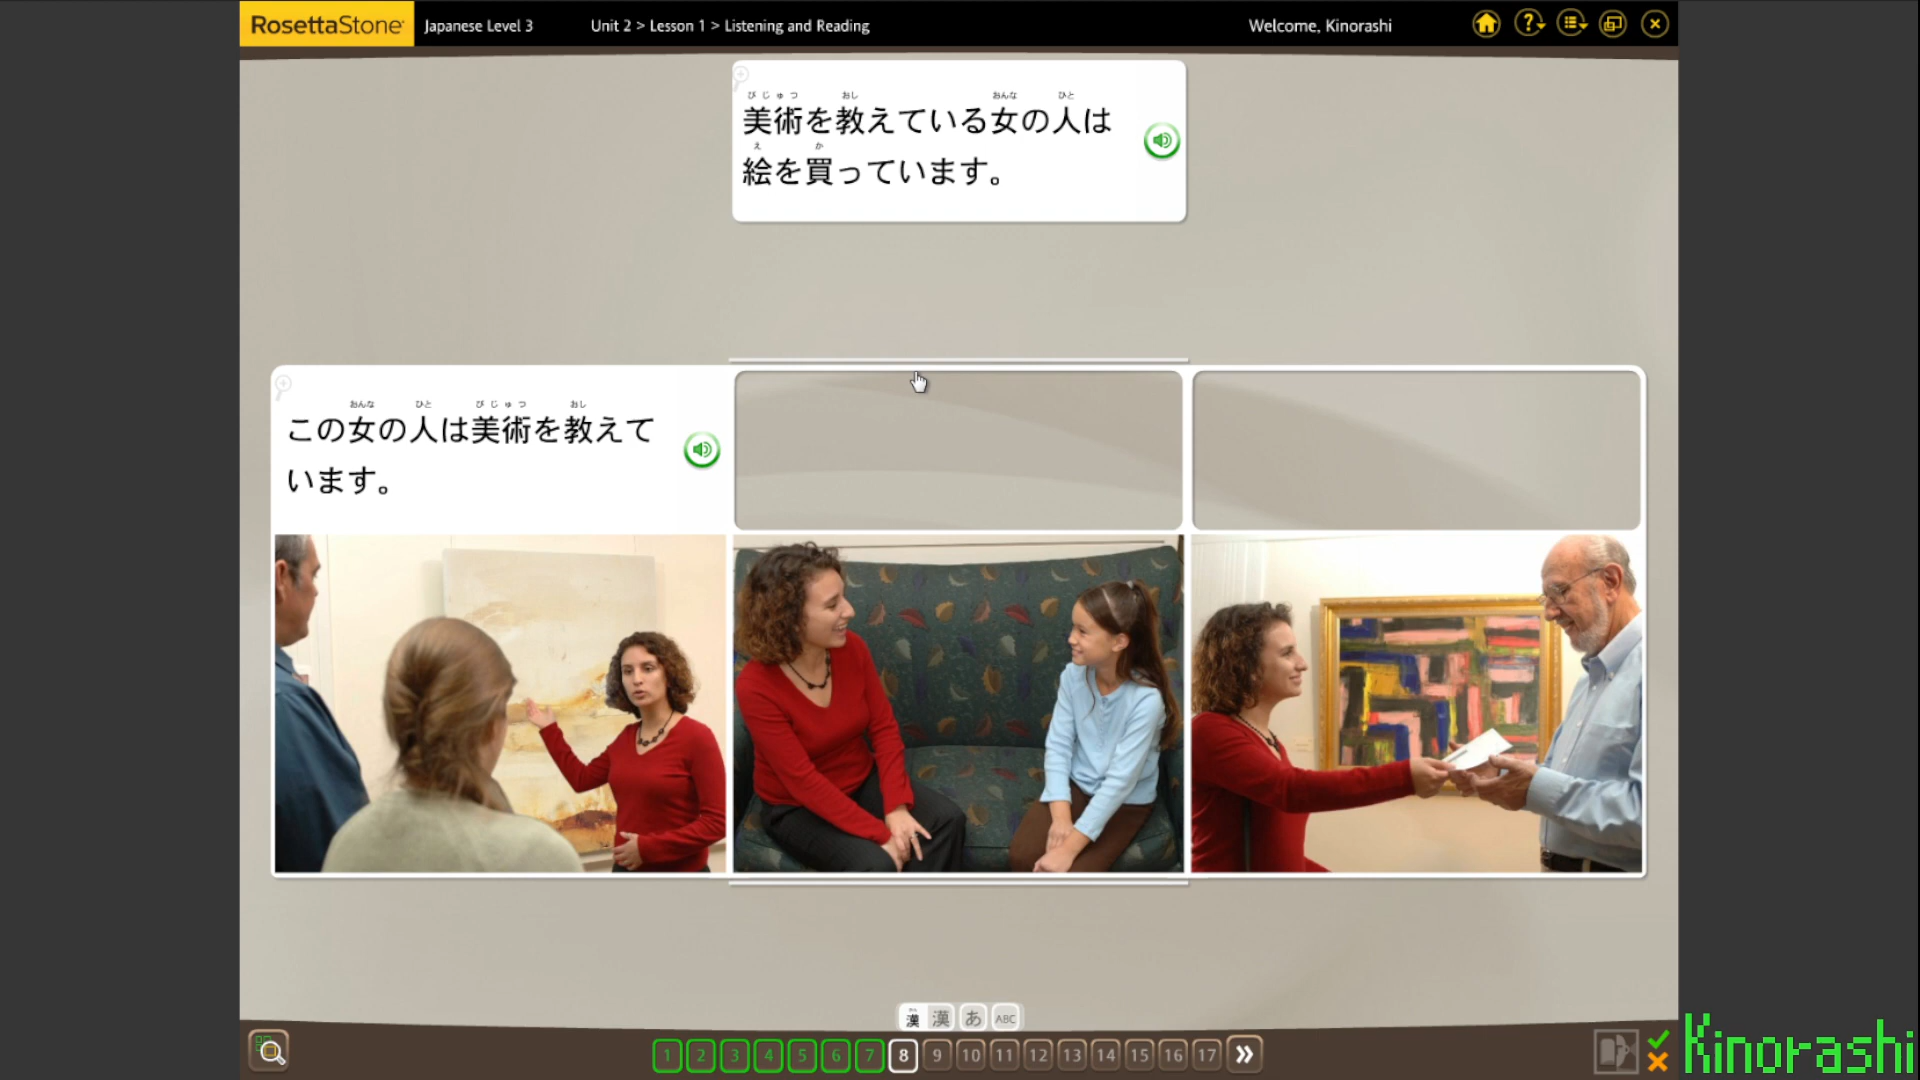 RosettaStone
Japanese Level 3
Unit 2 > Lesson 1 > Listening and Reading
Welcome, Kinorashi
びじゅつ おし おんな ひと
美術を教えている女の人は
え か
絵を買っています。
おんな ひと びじゅつ おし
この女の人は美術を教えて
います。
漢 漢 あ ABC
1 2 3 4 5 6 7 8 9 10 11 12 13 14 15 16 17
Kinorashi